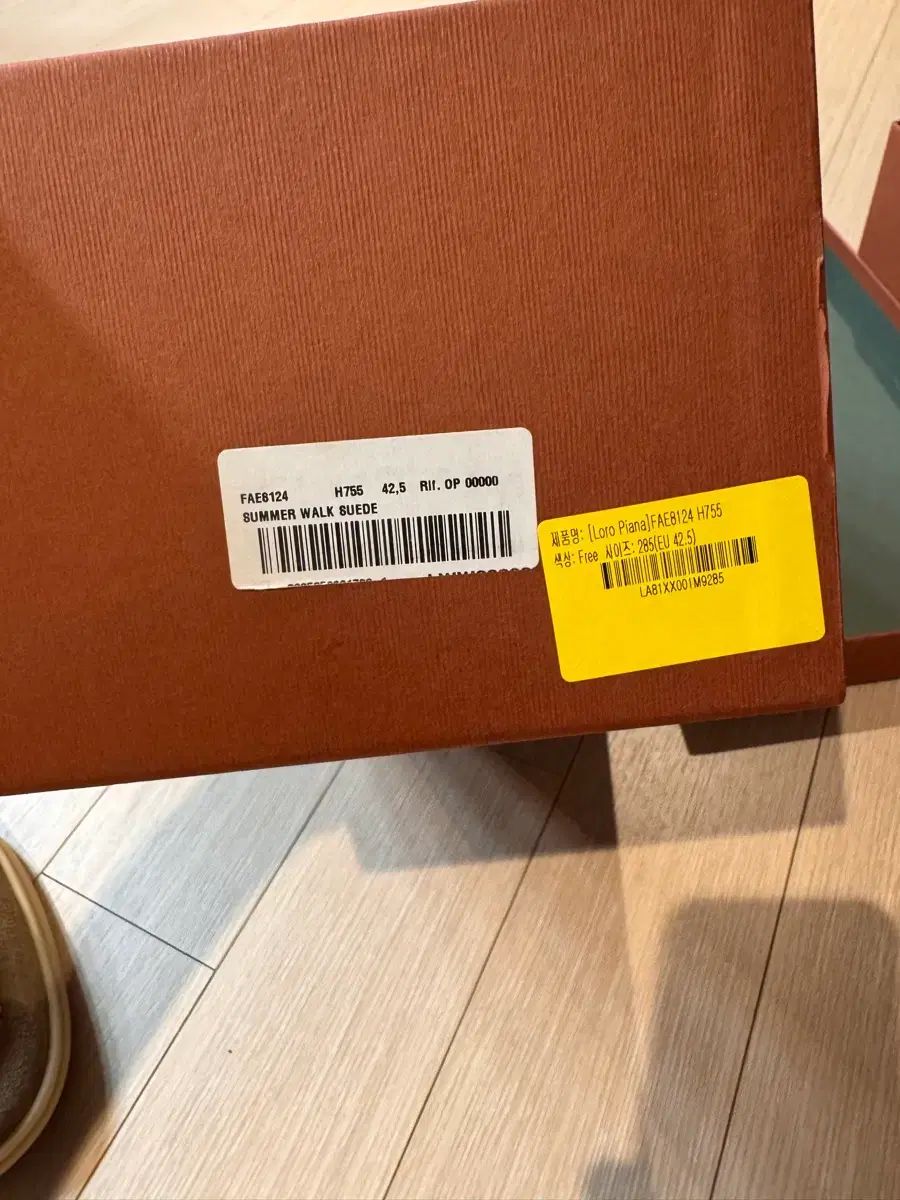 FAE8124 H755 42,5 Rif. OP 00000
SUMMER WALK SUEDE
제품명: [Loro Piana]FAE8124 H755
색상: Free 사이즈: 285(EU 42.5)
LA81XX001M9285